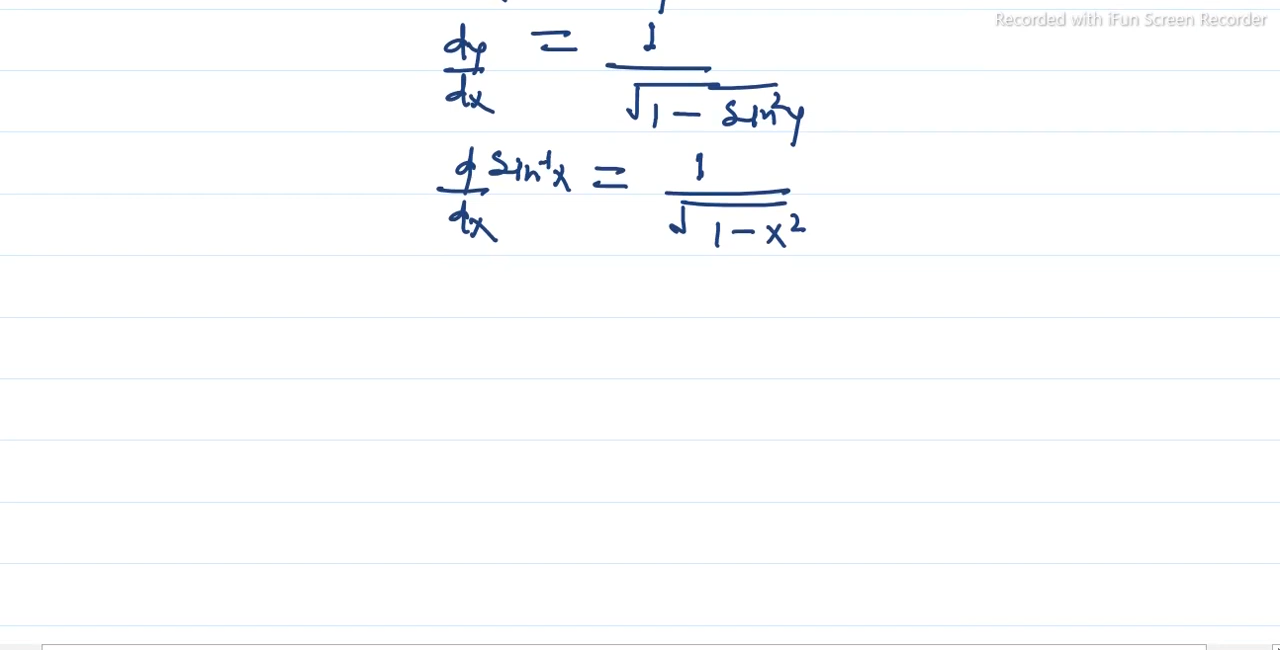 Recorded with iFun Screen Recorder
dy/dx = 1/√(1 − sin²y)
d/dx sin⁻¹x = 1/√(1 − x²)